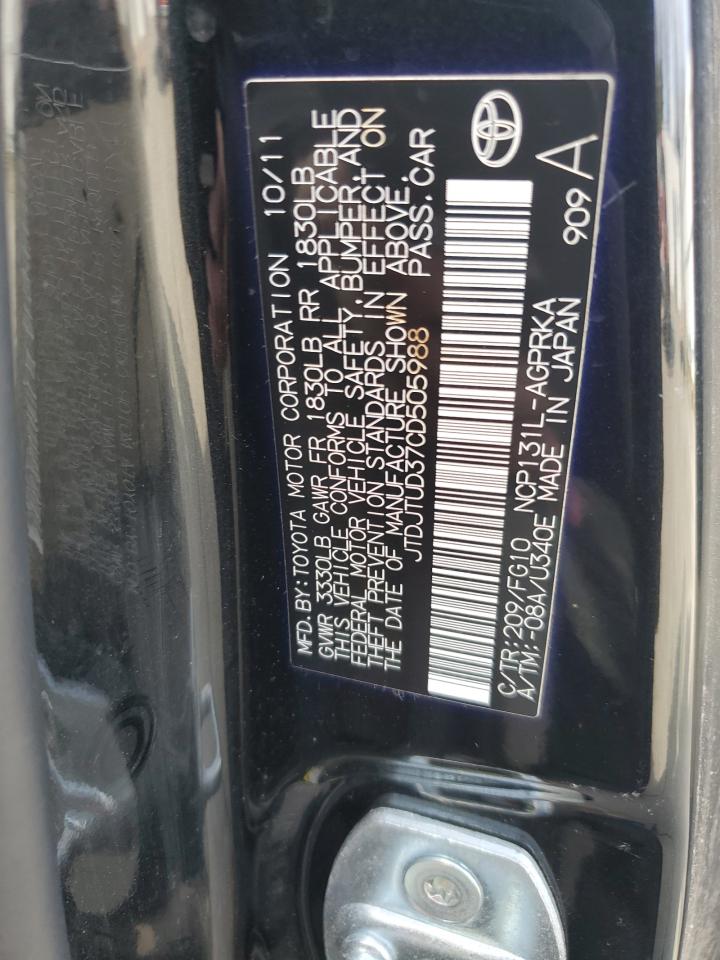 MFD. BY: TOYOTA MOTOR CORPORATION 10/11
GVWR 3330LB GAWR FR 1830LB RR 1830LB
THIS VEHICLE CONFORMS TO ALL APPLICABLE
FEDERAL MOTOR VEHICLE SAFETY, BUMPER, AND
THEFT PREVENTION STANDARDS IN EFFECT ON
THE DATE OF MANUFACTURE SHOWN ABOVE.
JTDJTUD37CD505988 PASS. CAR
C/TR:209/FG10 NCP131L-AGPRKA
A/TM:-08A/U340E MADE IN JAPAN
909 A